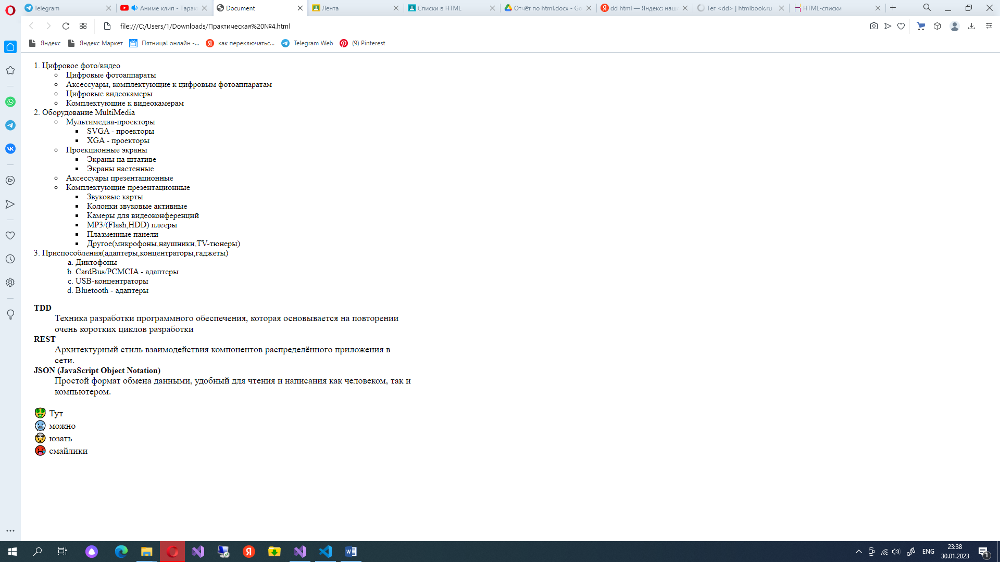 Telegram
Аниме клип - Тарак
Document
Лента
Списки в HTML
Отчёт по html.docx - Go
dd html — Яндекс: наш
Тег <dd> | htmlbook.ru
HTML-списки
file:///C:/Users/1/Downloads/Практическая%20№4.html
Яндекс
Яндекс Маркет
Пятница! онлайн -...
как переключатьс...
Telegram Web
(9) Pinterest
1. Цифровое фото/видео
Цифровые фотоаппараты
Аксессуары, комплектующие к цифровым фотоаппаратам
Цифровые видеокамеры
Комплектующие к видеокамерам
2. Оборудование MultiMedia
Мультимедиа-проекторы
SVGA - проекторы
XGA - проекторы
Проекционные экраны
Экраны на штативе
Экраны настенные
Аксессуары презентационные
Комплектующие презентационные
Звуковые карты
Колонки звуковые активные
Камеры для видеоконференций
MP3/(Flash,HDD) плееры
Плазменные панели
Другое(микрофоны,наушники,TV-тюнеры)
3. Приспособления(адаптеры,концентраторы,гаджеты)
a. Диктофоны
b. CardBus/PCMCIA - адаптеры
c. USB-концентраторы
d. Bluetooth - адаптеры
TDD
Техника разработки программного обеспечения, которая основывается на повторении
очень коротких циклов разработки
REST
Архитектурный стиль взаимодействия компонентов распределённого приложения в
сети.
JSON (JavaScript Object Notation)
Простой формат обмена данными, удобный для чтения и написания как человеком, так и
компьютером.
Тут
можно
юзать
смайлики
ENG
23:38
30.01.2023
1